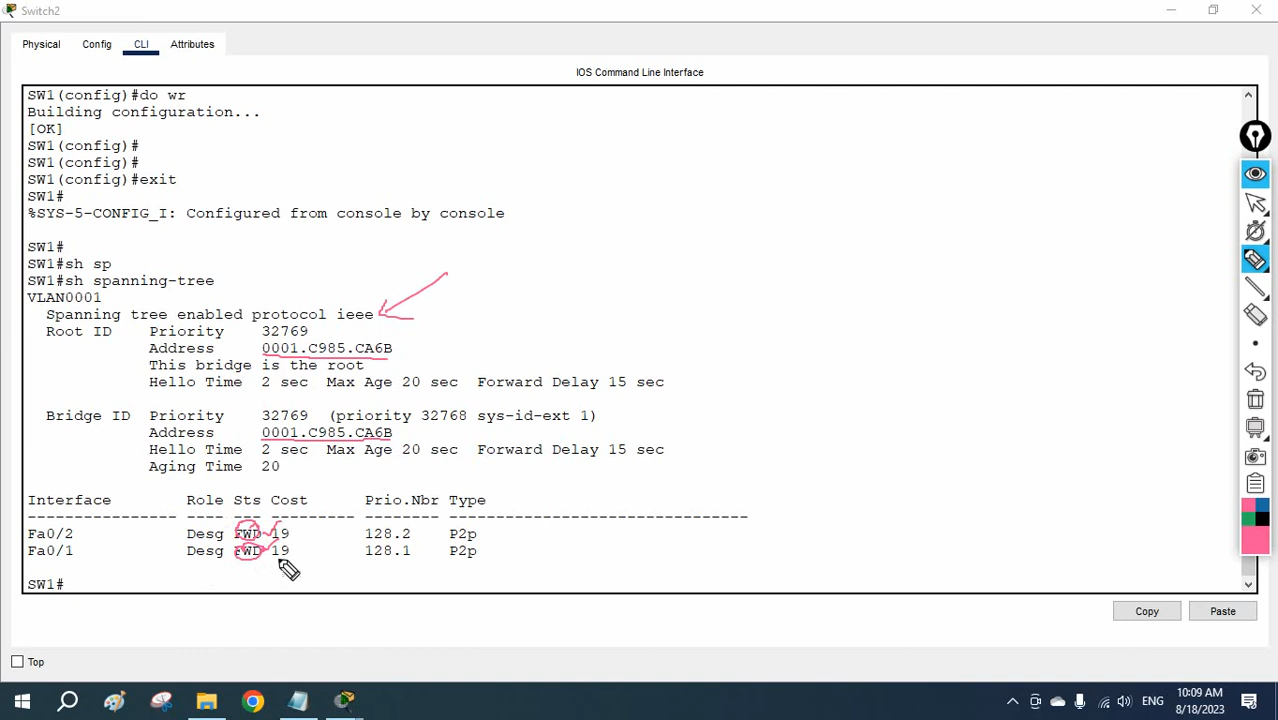 Switch2
Physical Config CLI Attributes
IOS Command Line Interface
SW1(config)#do wr
Building configuration...
[OK]
SW1(config)#
SW1(config)#
SW1(config)#exit
SW1#
%SYS-5-CONFIG_I: Configured from console by console
SW1#
SW1#sh sp
SW1#sh spanning-tree
VLAN0001
Spanning tree enabled protocol ieee
Root ID Priority 32769
Address 0001.C985.CA6B
This bridge is the root
Hello Time 2 sec Max Age 20 sec Forward Delay 15 sec
Bridge ID Priority 32769 (priority 32768 sys-id-ext 1)
Address 0001.C985.CA6B
Hello Time 2 sec Max Age 20 sec Forward Delay 15 sec
Aging Time 20
Interface Role Sts Cost Prio.Nbr Type
---------------- ---- --- --------- -------- --------------------------------
Fa0/2 Desg FWD 19 128.2 P2p
Fa0/1 Desg FWD 19 128.1 P2p
SW1#
Copy Paste
Top
ENG
10:09 AM
8/18/2023